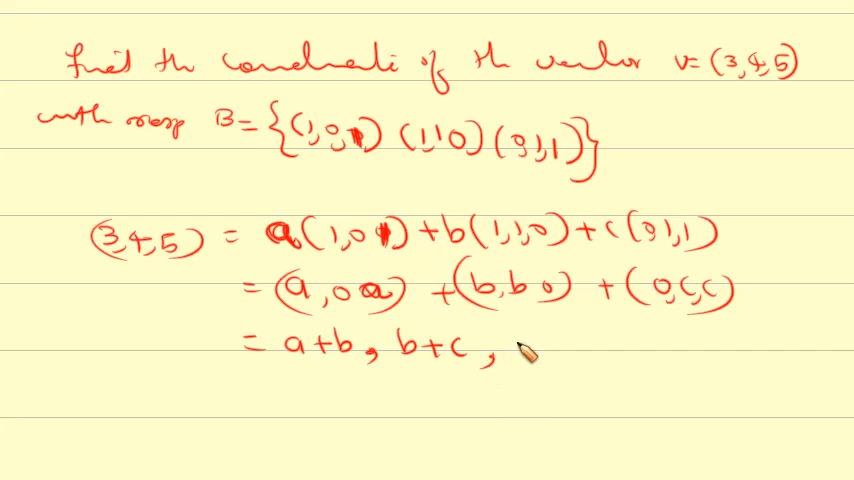 find the coordinate of the vector v = (3,4,5)
with resp B = {(1,0,1) (1,1,0) (0,1,1)}
(3,4,5) = a(1,0 1) + b(1,1,0) + c(0,1,1)
= (a,0 a) + (b,b 0) + (0,c,c)
= a+b, b+c,